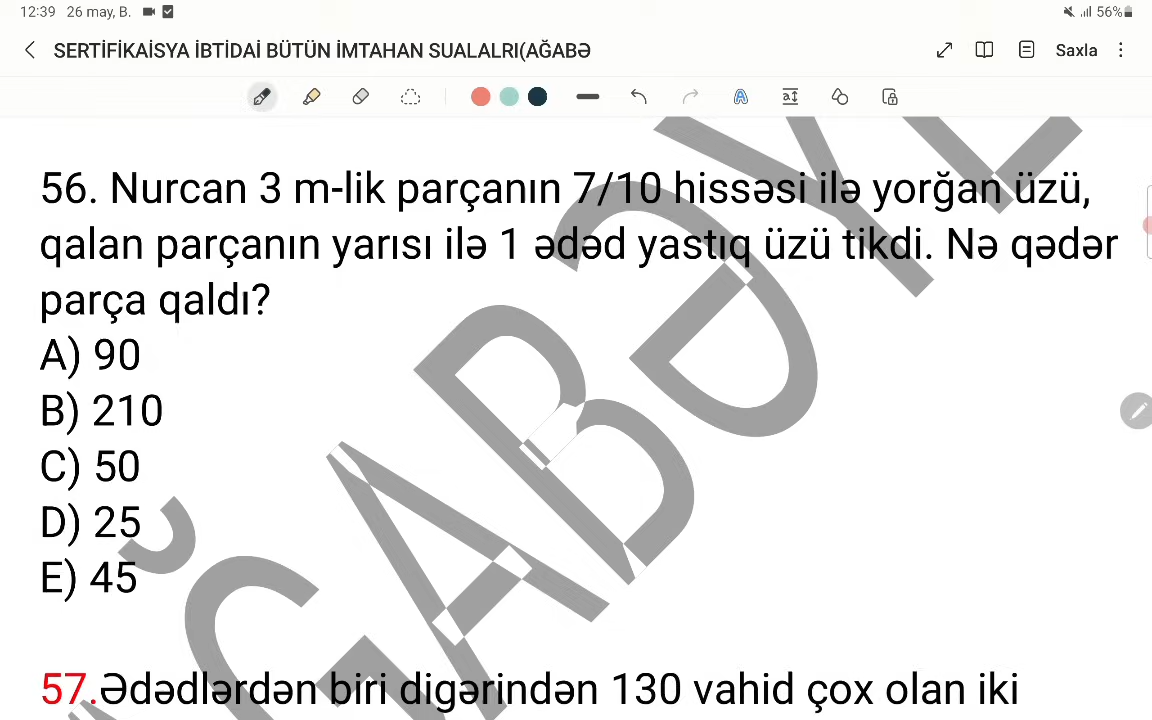 12:39 26 may, B. 56%
SERTİFİKAİSYA İBTİDAİ BÜTÜN İMTAHAN SUALALRI(AĞABƏ Saxla
56. Nurcan 3 m-lik parçanın 7/10 hissəsi ilə yorğan üzü,
qalan parçanın yarısı ilə 1 ədəd yastıq üzü tikdi. Nə qədər
parça qaldı?
A) 90
B) 210
C) 50
D) 25
E) 45
57.Ədədlərdən biri digərindən 130 vahid çox olan iki
AĞABƏYL